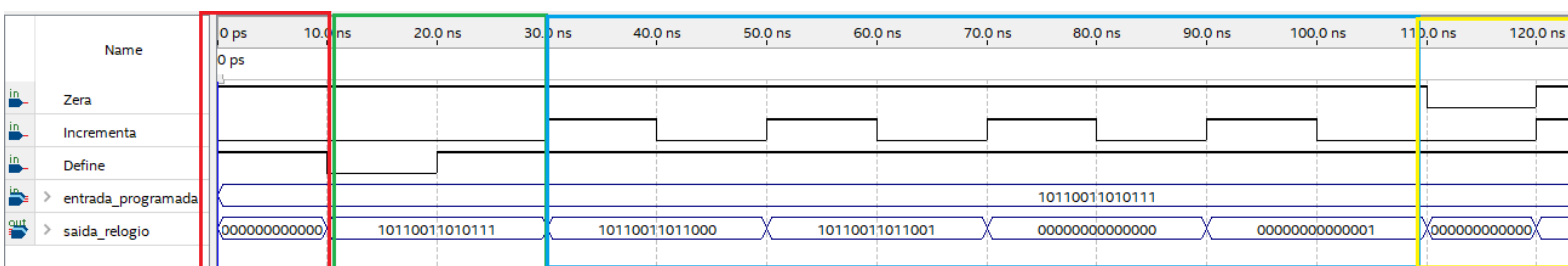 Name
0 ps 10.0 ns 20.0 ns 30.0 ns 40.0 ns 50.0 ns 60.0 ns 70.0 ns 80.0 ns 90.0 ns 100.0 ns 110.0 ns 120.0 ns
0 ps
in Zera
in Incrementa
in Define
in > entrada_programada 10110011010111
out > saida_relogio 000000000000 10110011010111 10110011011000 10110011011001 00000000000000 00000000000001 000000000000